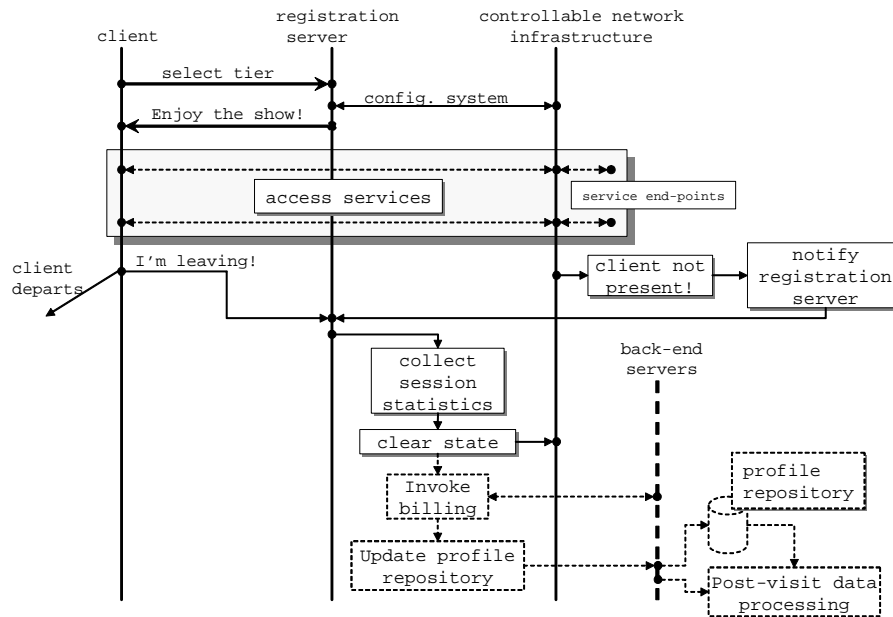 client
registration
server
controllable network
infrastructure
select tier
config. system
Enjoy the show!
access services
service end-points
I'm leaving!
client
departs
client not
present!
notify
registration
server
collect
session
statistics
back-end
servers
clear state
Invoke
billing
profile
repository
Update profile
repository
Post-visit data
processing